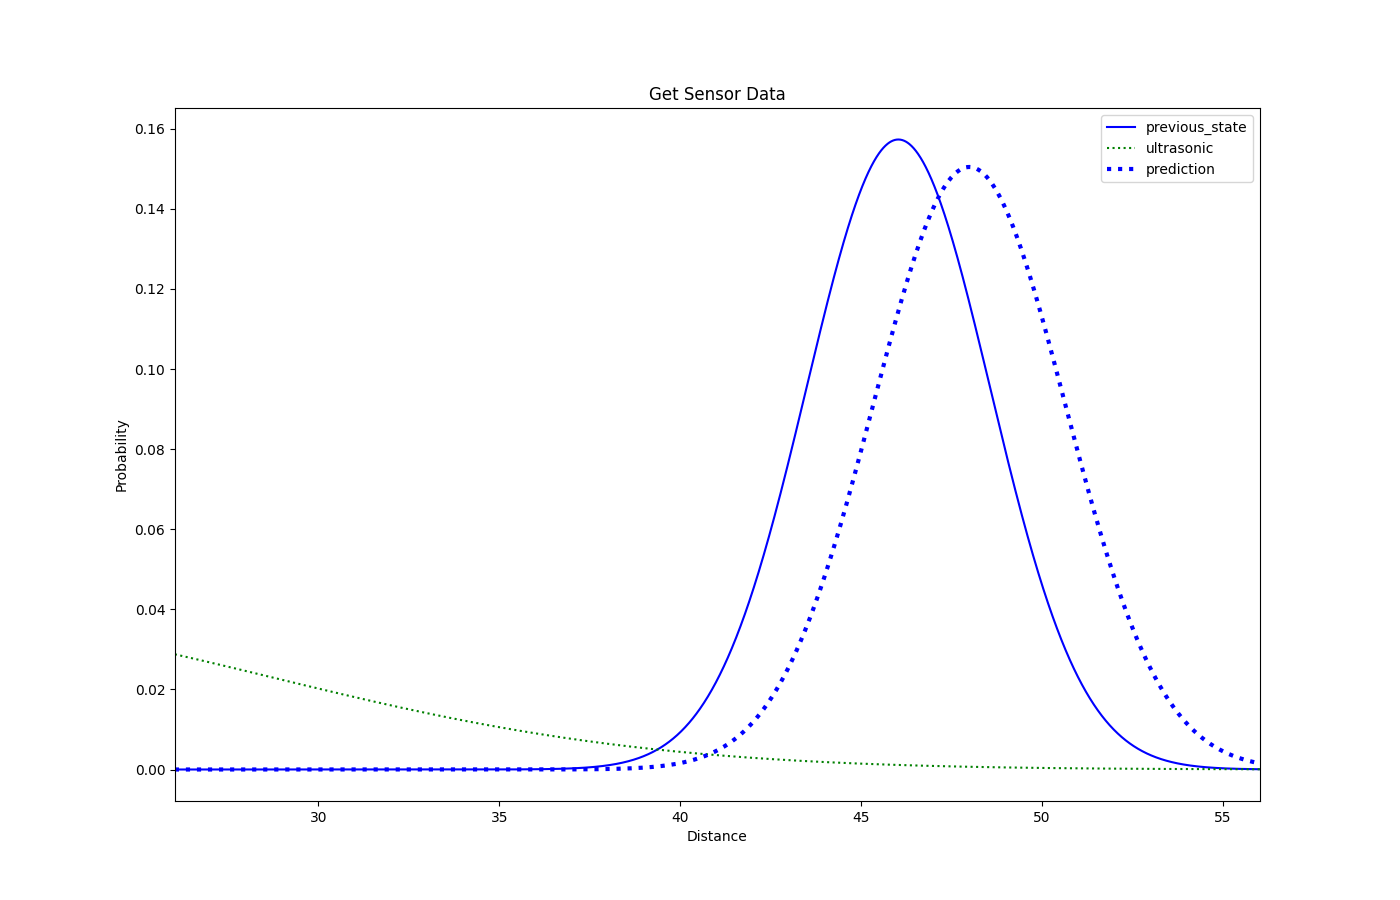 Get Sensor Data
previous_state
ultrasonic
prediction
0.16
0.14
0.12
0.10
0.08
0.06
0.04
0.02
0.00
Probability
30
35
40
45
50
55
Distance